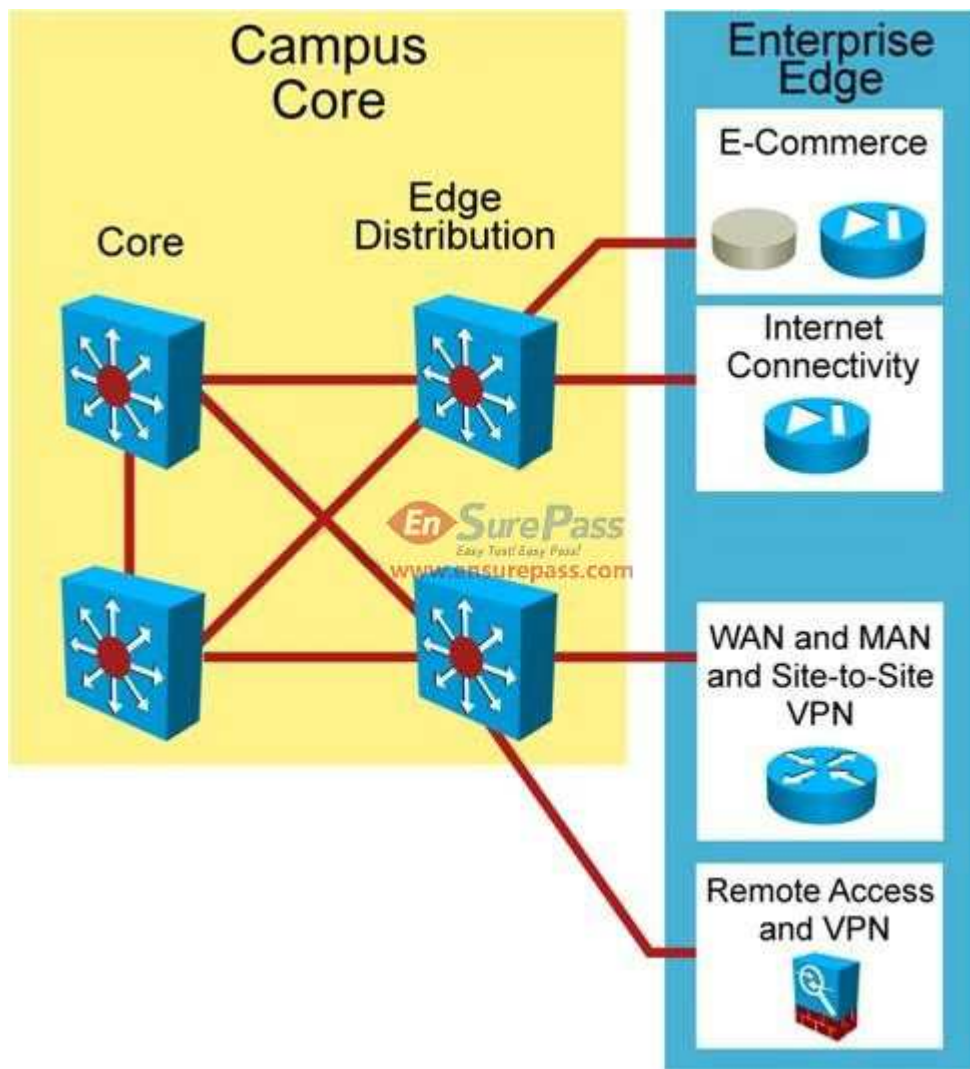 Campus
Core
Enterprise
Edge
E-Commerce
Edge
Distribution
Core
Internet
Connectivity
En SurePass
Easy Test! Easy Pass!
www.ensurepass.com
WAN and MAN
and Site-to-Site
VPN
Remote Access
and VPN